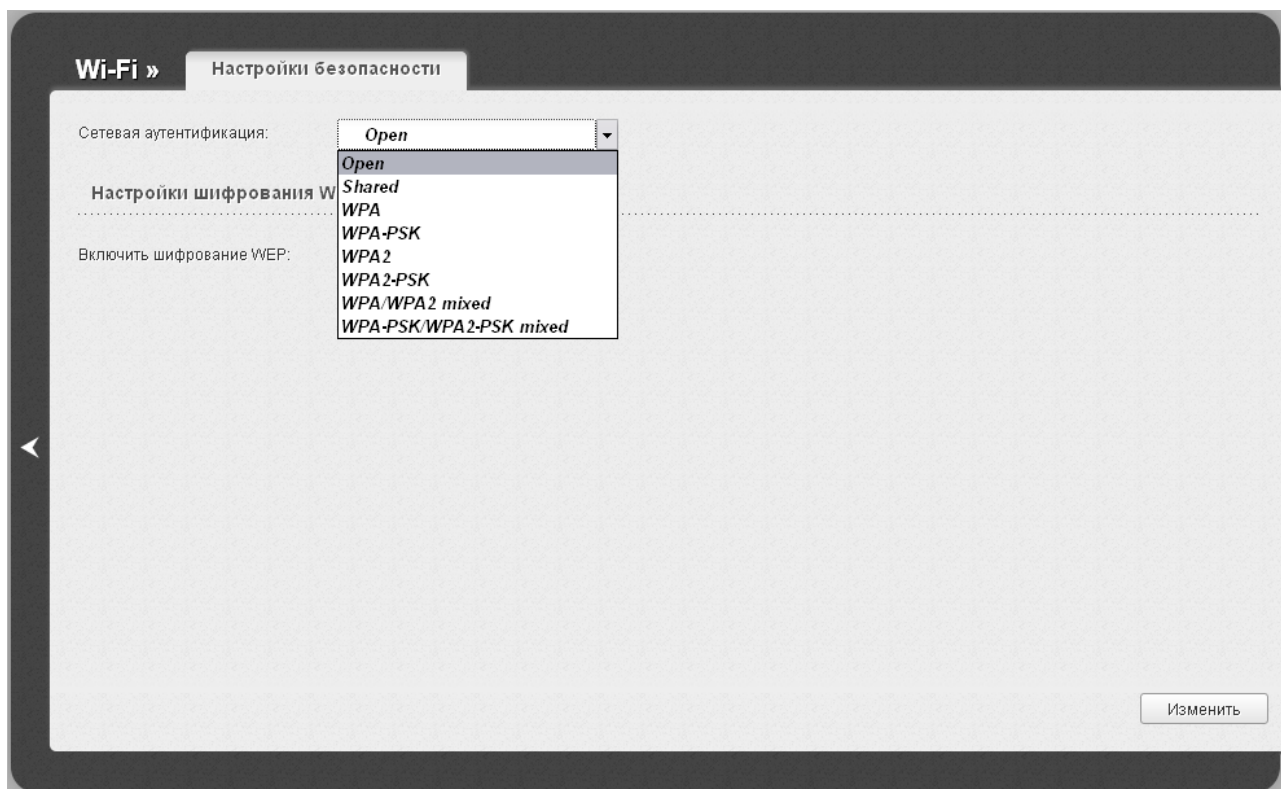 Wi-Fi » Настройки безопасности
Сетевая аутентификация: Open
Open
Настройки шифрования W
Shared
WPA
WPA-PSK
Включить шифрование WEP:
WPA2
WPA2-PSK
WPA/WPA2 mixed
WPA-PSK/WPA2-PSK mixed
Изменить